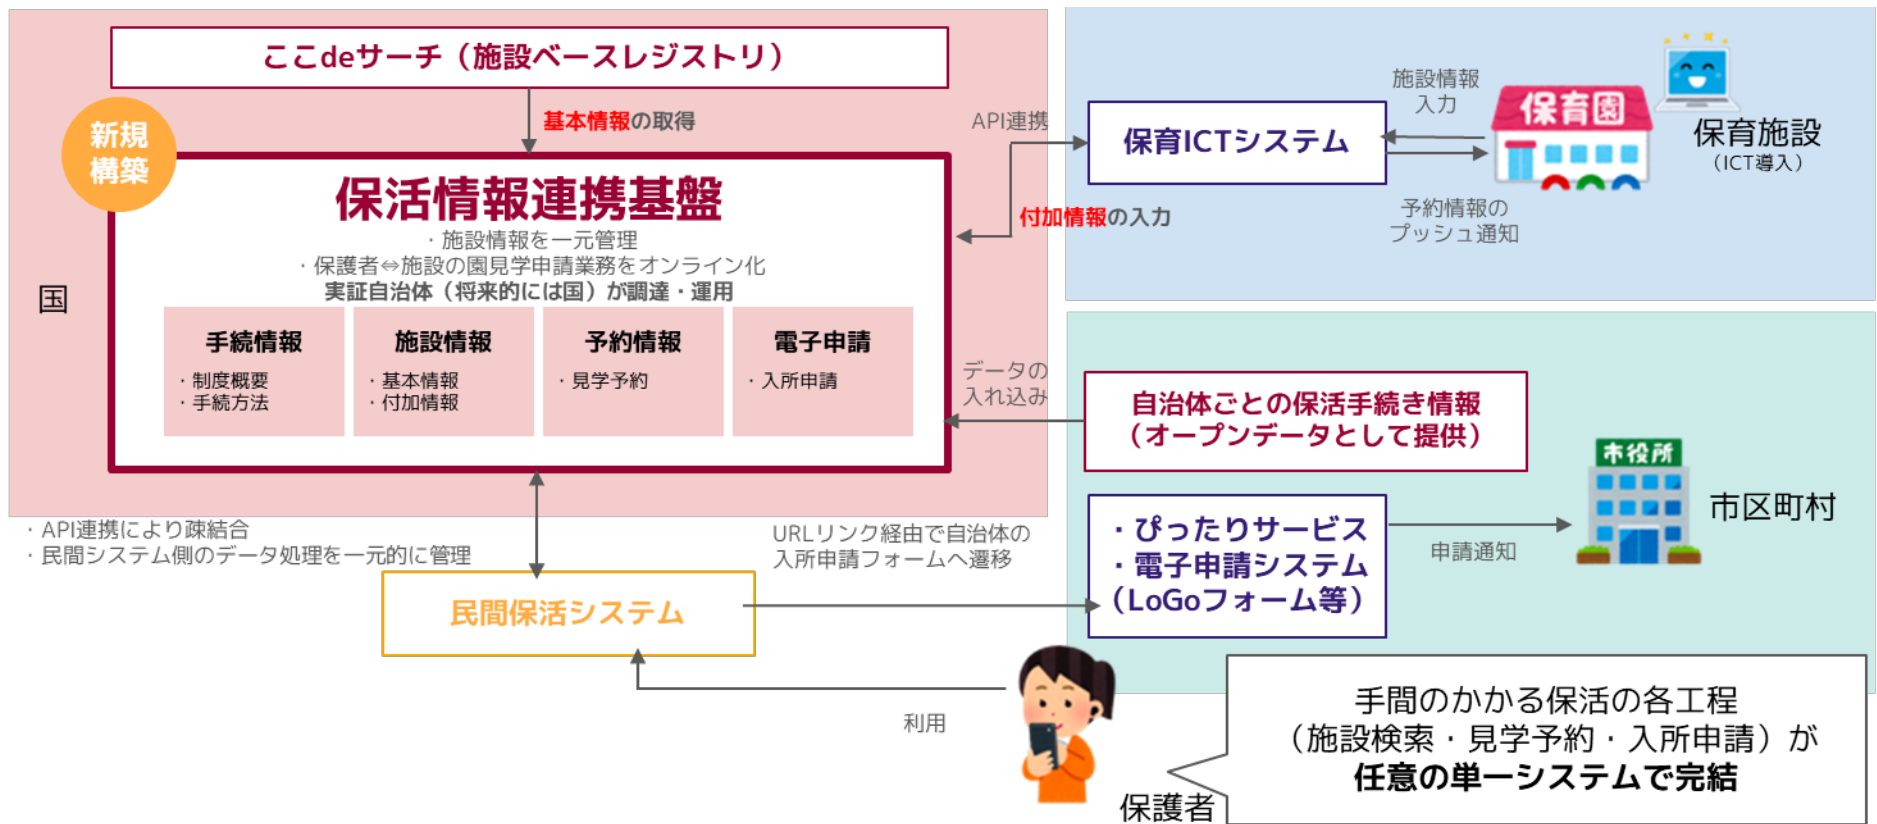 ここdeサーチ（施設ベースレジストリ）
基本情報の取得
新規
構築
保活情報連携基盤
・施設情報を一元管理
・保護者⇔施設の園見学申請業務をオンライン化
実証自治体（将来的には国）が調達・運用
国
手続情報
・制度概要
・手続方法
施設情報
・基本情報
・付加情報
予約情報
・見学予約
電子申請
・入所申請
API連携
付加情報の入力
保育ICTシステム
施設情報
入力
保育園
保育施設
（ICT導入）
予約情報の
プッシュ通知
データの
入れ込み
自治体ごとの保活手続き情報
（オープンデータとして提供）
市役所
市区町村
・ぴったりサービス
・電子申請システム
（LoGoフォーム等）
申請通知
・API連携により疎結合
・民間システム側のデータ処理を一元的に管理
URLリンク経由で自治体の
入所申請フォームへ遷移
民間保活システム
利用
保護者
手間のかかる保活の各工程
（施設検索・見学予約・入所申請）が
任意の単一システムで完結